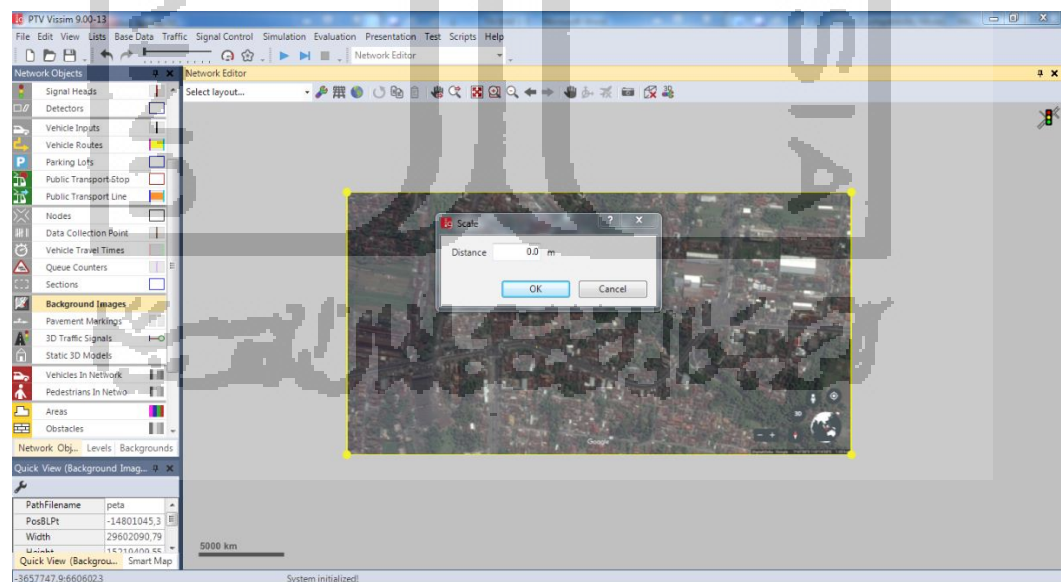 PTV Vissim 9.00-13
File Edit View Lists Base Data Traffic Signal Control Simulation Evaluation Presentation Test Scripts Help
Network Editor
Network Objects
Network Editor
Select layout...
Signal Heads
Detectors
Vehicle Inputs
Vehicle Routes
Parking Lots
Public Transport Stop
Public Transport Line
Nodes
Data Collection Point
Vehicle Travel Times
Queue Counters
Sections
Background Images
Pavement Markings
3D Traffic Signals
Static 3D Models
Vehicles In Network
Pedestrians In Netwo
Areas
Obstacles
Network Obj... Levels Backgrounds
Scale
Distance 0.0 m
OK Cancel
3D
Google
Quick View (Background Imag...
PathFilename peta
PosBLPt -14801045,3
Width 29602090,79
Height 15219409,55
Quick View (Backgrou... Smart Map
5000 km
-3657747.9:6606023 System initialized!